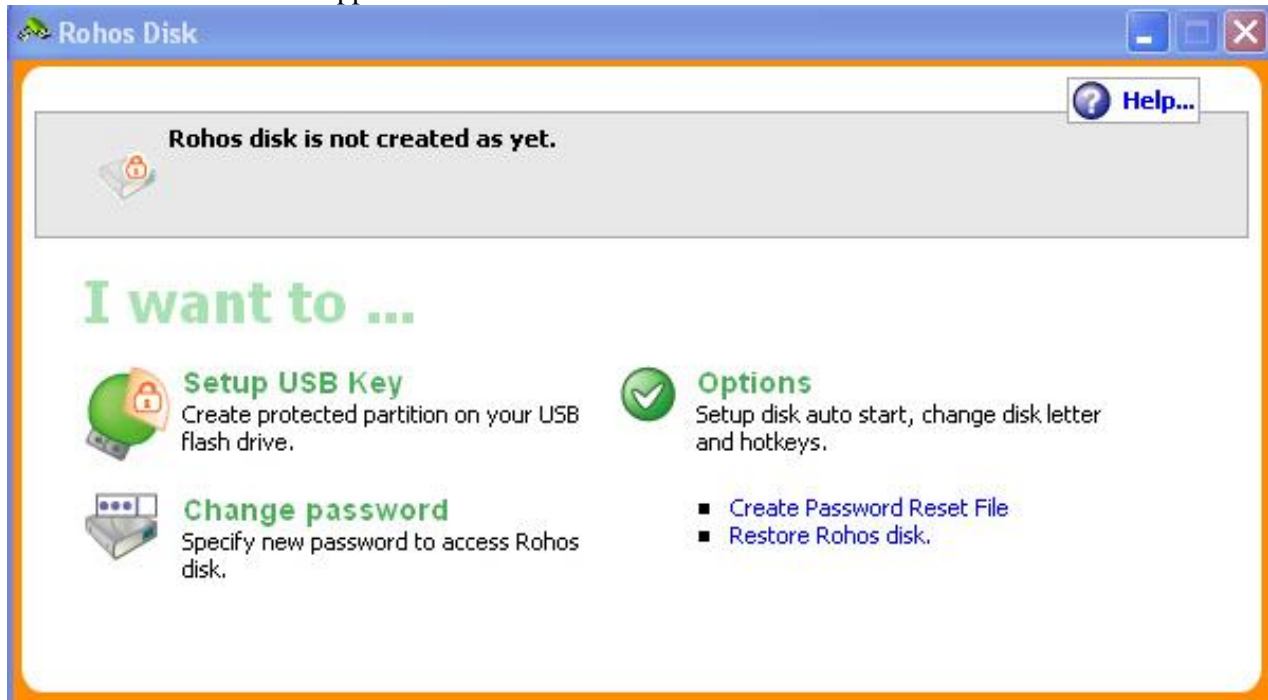 Rohos Disk
Help...
Rohos disk is not created as yet.
I want to ...
Setup USB Key
Create protected partition on your USB
flash drive.
Change password
Specify new password to access Rohos
disk.
Options
Setup disk auto start, change disk letter
and hotkeys.
Create Password Reset File
Restore Rohos disk.